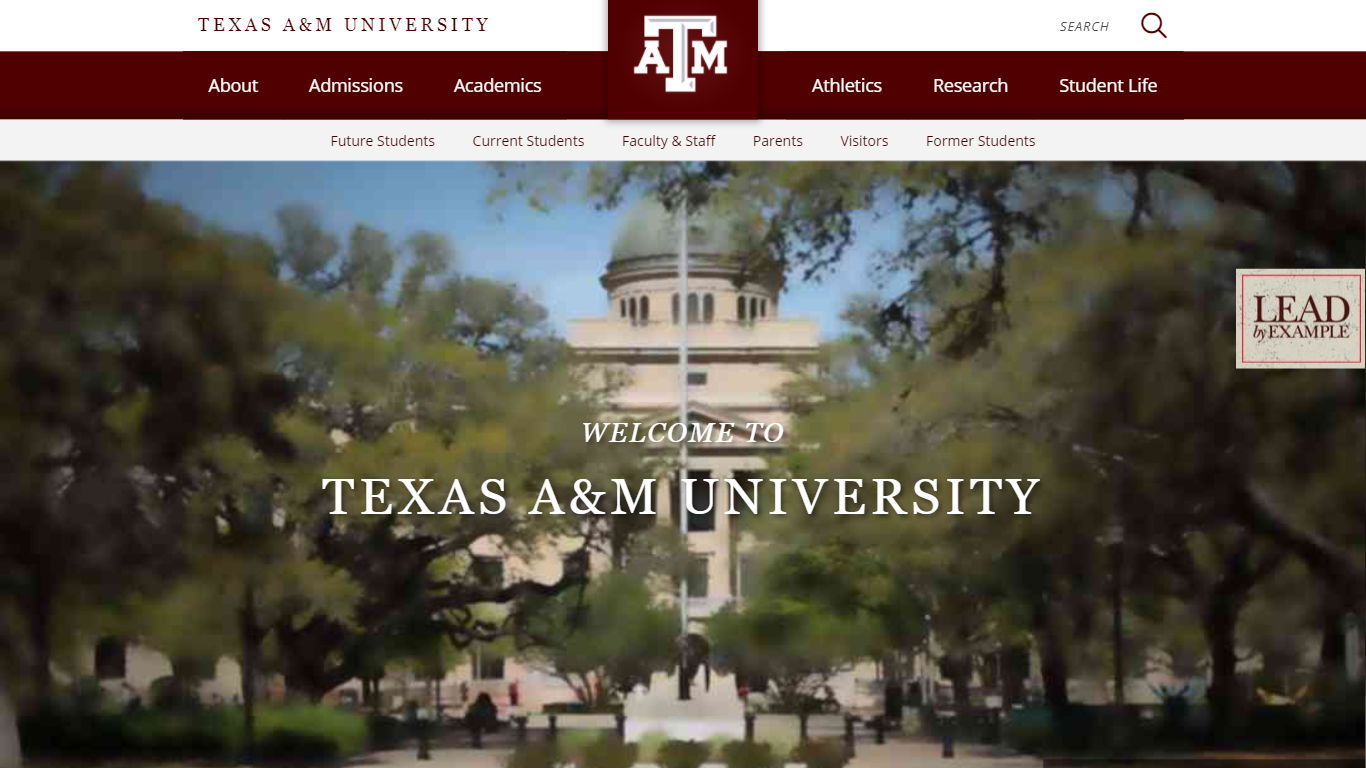 TEXAS A&M UNIVERSITY
SEARCH
ATM
About Admissions Academics Athletics Research Student Life
Future Students Current Students Faculty & Staff Parents Visitors Former Students
LEAD
by EXAMPLE
WELCOME TO
TEXAS A&M UNIVERSITY